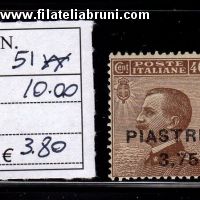 www.filateliabruni.com
N.
51
10.00
€ 3.80
POSTE
ITALIANE
CENT 40
PIASTRE
3.75